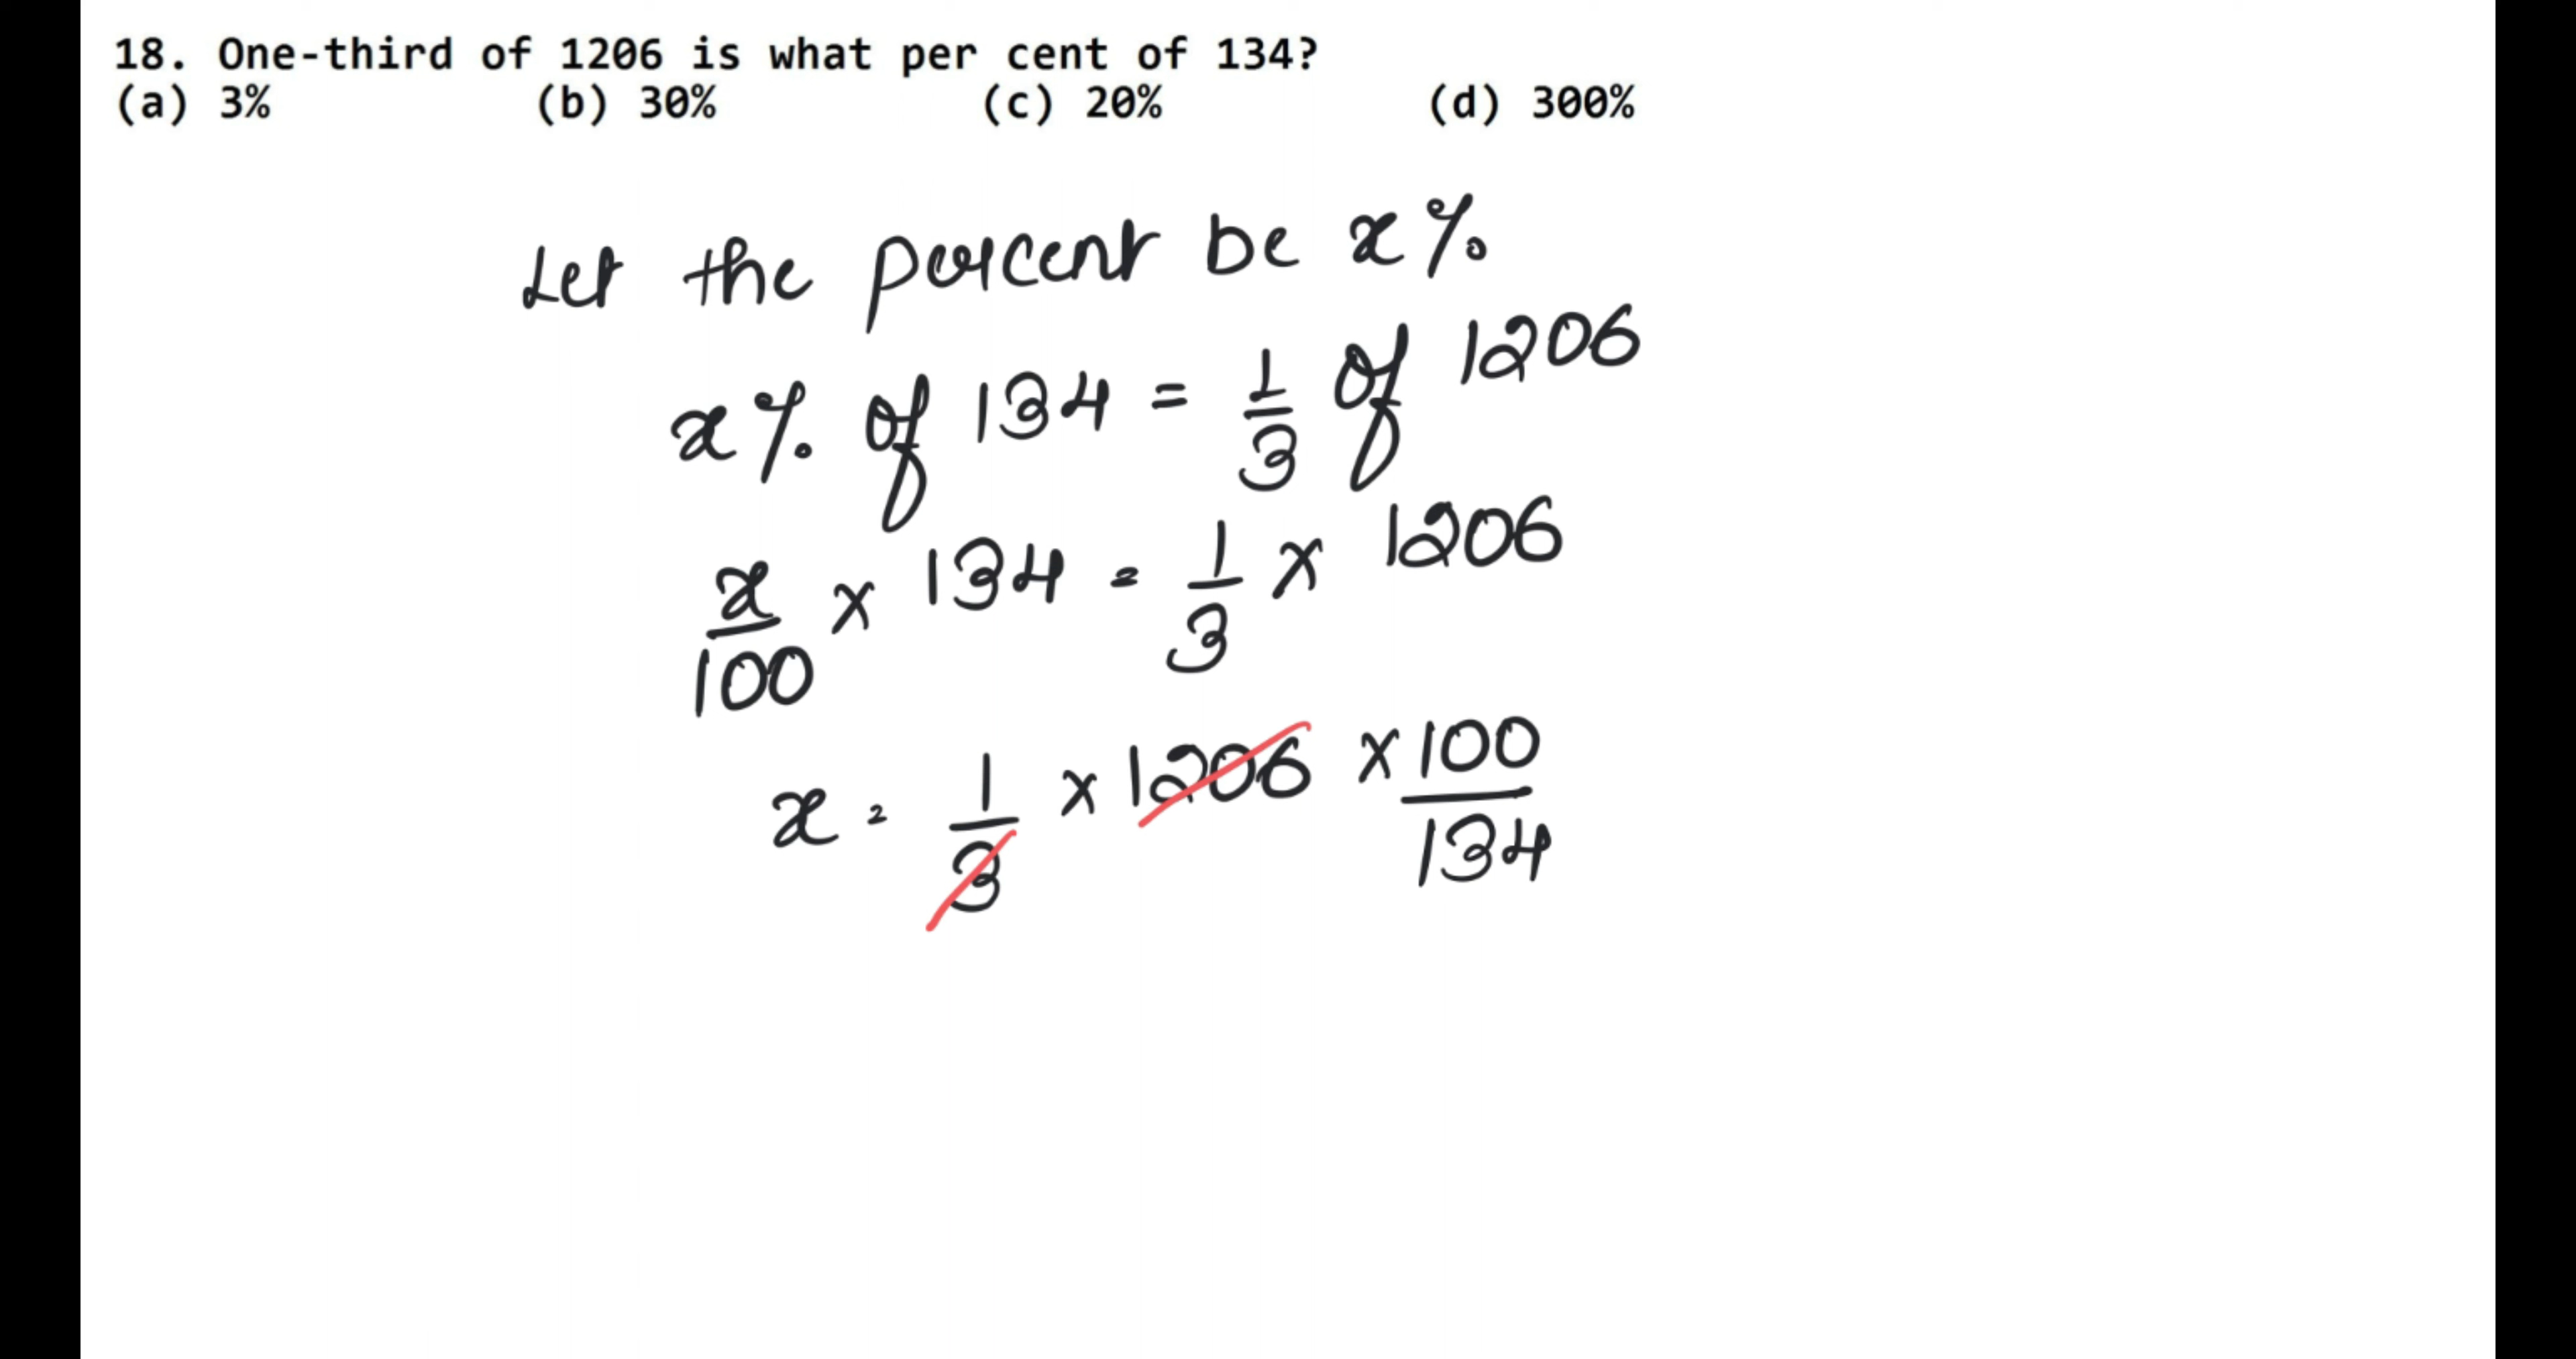 18. One-third of 1206 is what per cent of 134?
(a) 3% (b) 30% (c) 20% (d) 300%
Let the percent be x%
x% of 134 = 1/3 of 1206
x/100 × 134 = 1/3 × 1206
x = 1/3 × 1206 × 100/134